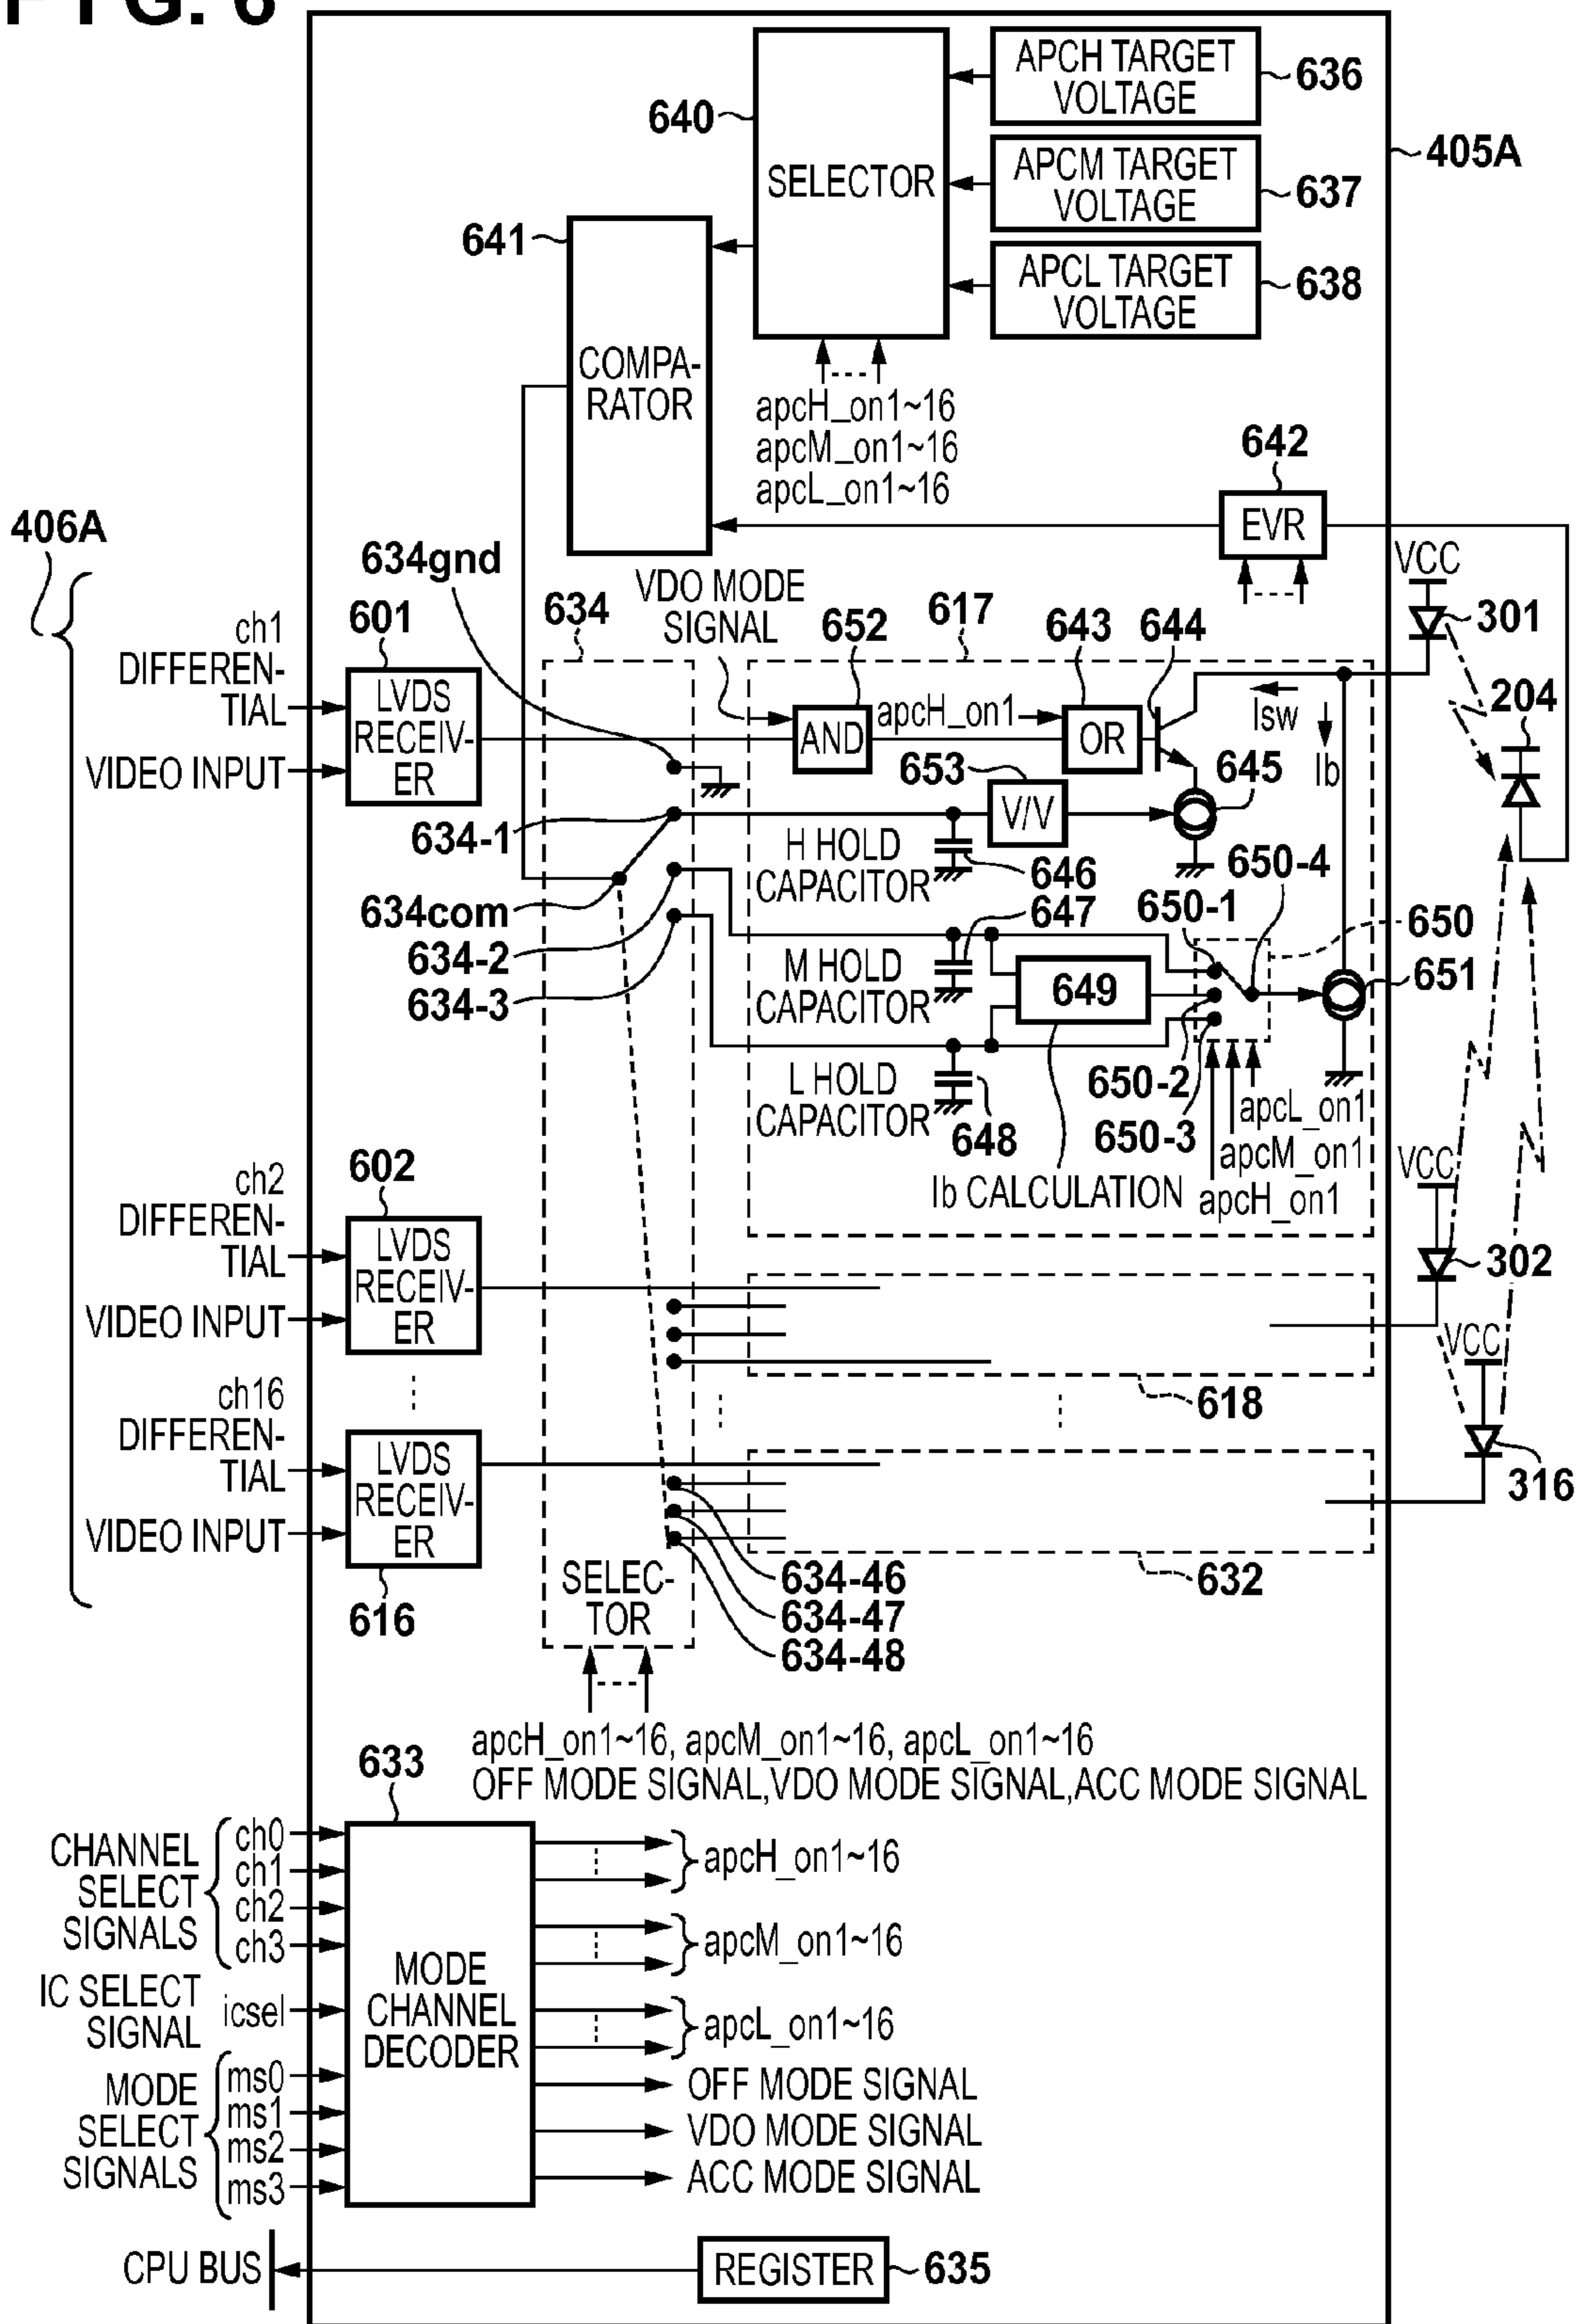 FIG. 6
APCH TARGET
VOLTAGE
636
640
405A
SELECTOR
APCM TARGET
VOLTAGE
637
641
APCL TARGET
VOLTAGE
638
COMPA-
RATOR
apcH_on1~16
apcM_on1~16
apcL_on1~16
642
EVR
406A
634gnd
VCC
VDO MODE
SIGNAL
634
617
652
643
644
301
ch1
DIFFEREN-
TIAL
601
LVDS
RECEIV-
ER
VIDEO INPUT
204
AND
apcH_on1
OR
Isw
Ib
653
645
V/V
634-1
H HOLD
CAPACITOR
646
650-4
634com
647
650-1
650
634-2
634-3
M HOLD
CAPACITOR
649
651
650-2
L HOLD
CAPACITOR
648
650-3
apcL_on1
apcM_on1
apcH_on1
Ib CALCULATION
ch2
DIFFEREN-
TIAL
602
LVDS
RECEIV-
ER
VIDEO INPUT
VCC
302
VCC
618
ch16
DIFFEREN-
TIAL
LVDS
RECEIV-
ER
VIDEO INPUT
616
316
634-46
632
634-47
634-48
SELEC-
TOR
apcH_on1~16, apcM_on1~16, apcL_on1~16
OFF MODE SIGNAL,VDO MODE SIGNAL,ACC MODE SIGNAL
633
CHANNEL
SELECT
SIGNALS
ch0
ch1
ch2
ch3
apcH_on1~16
apcM_on1~16
IC SELECT
SIGNAL
icsel
MODE
CHANNEL
DECODER
apcL_on1~16
MODE
SELECT
SIGNALS
ms0
ms1
ms2
ms3
OFF MODE SIGNAL
VDO MODE SIGNAL
ACC MODE SIGNAL
CPU BUS
REGISTER
635